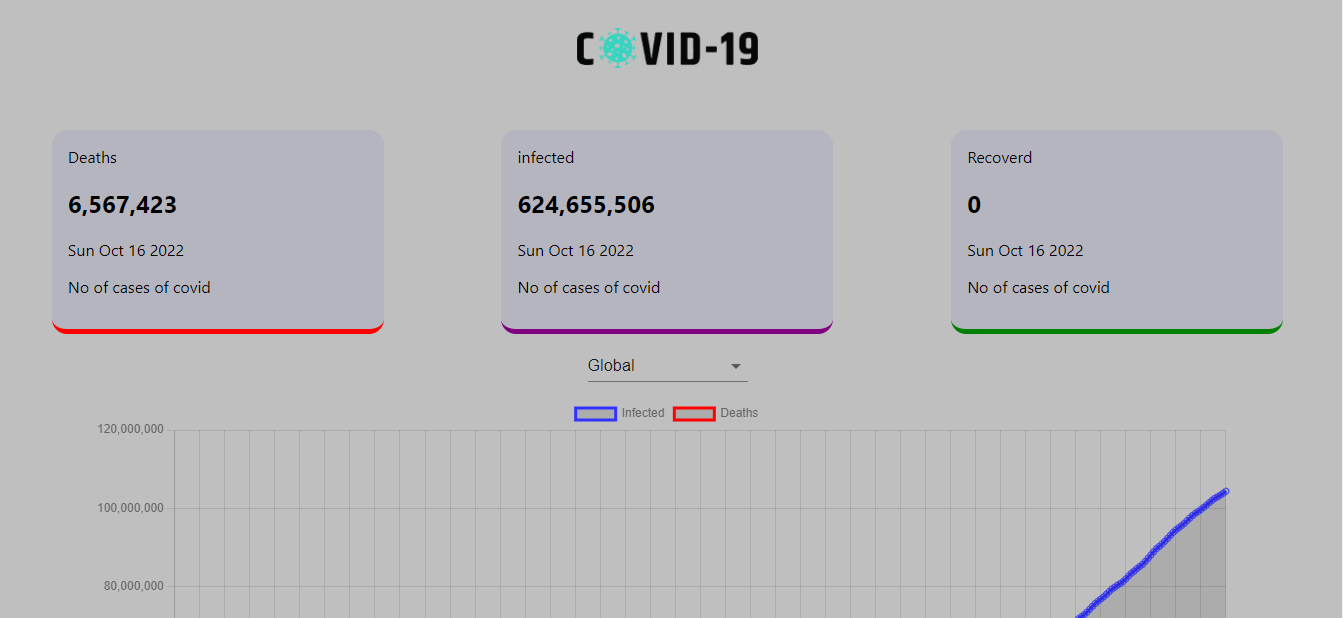 COVID-19
Deaths
6,567,423
Sun Oct 16 2022
No of cases of covid
infected
624,655,506
Sun Oct 16 2022
No of cases of covid
Recoverd
0
Sun Oct 16 2022
No of cases of covid
Global
Infected Deaths
120,000,000
100,000,000
80,000,000